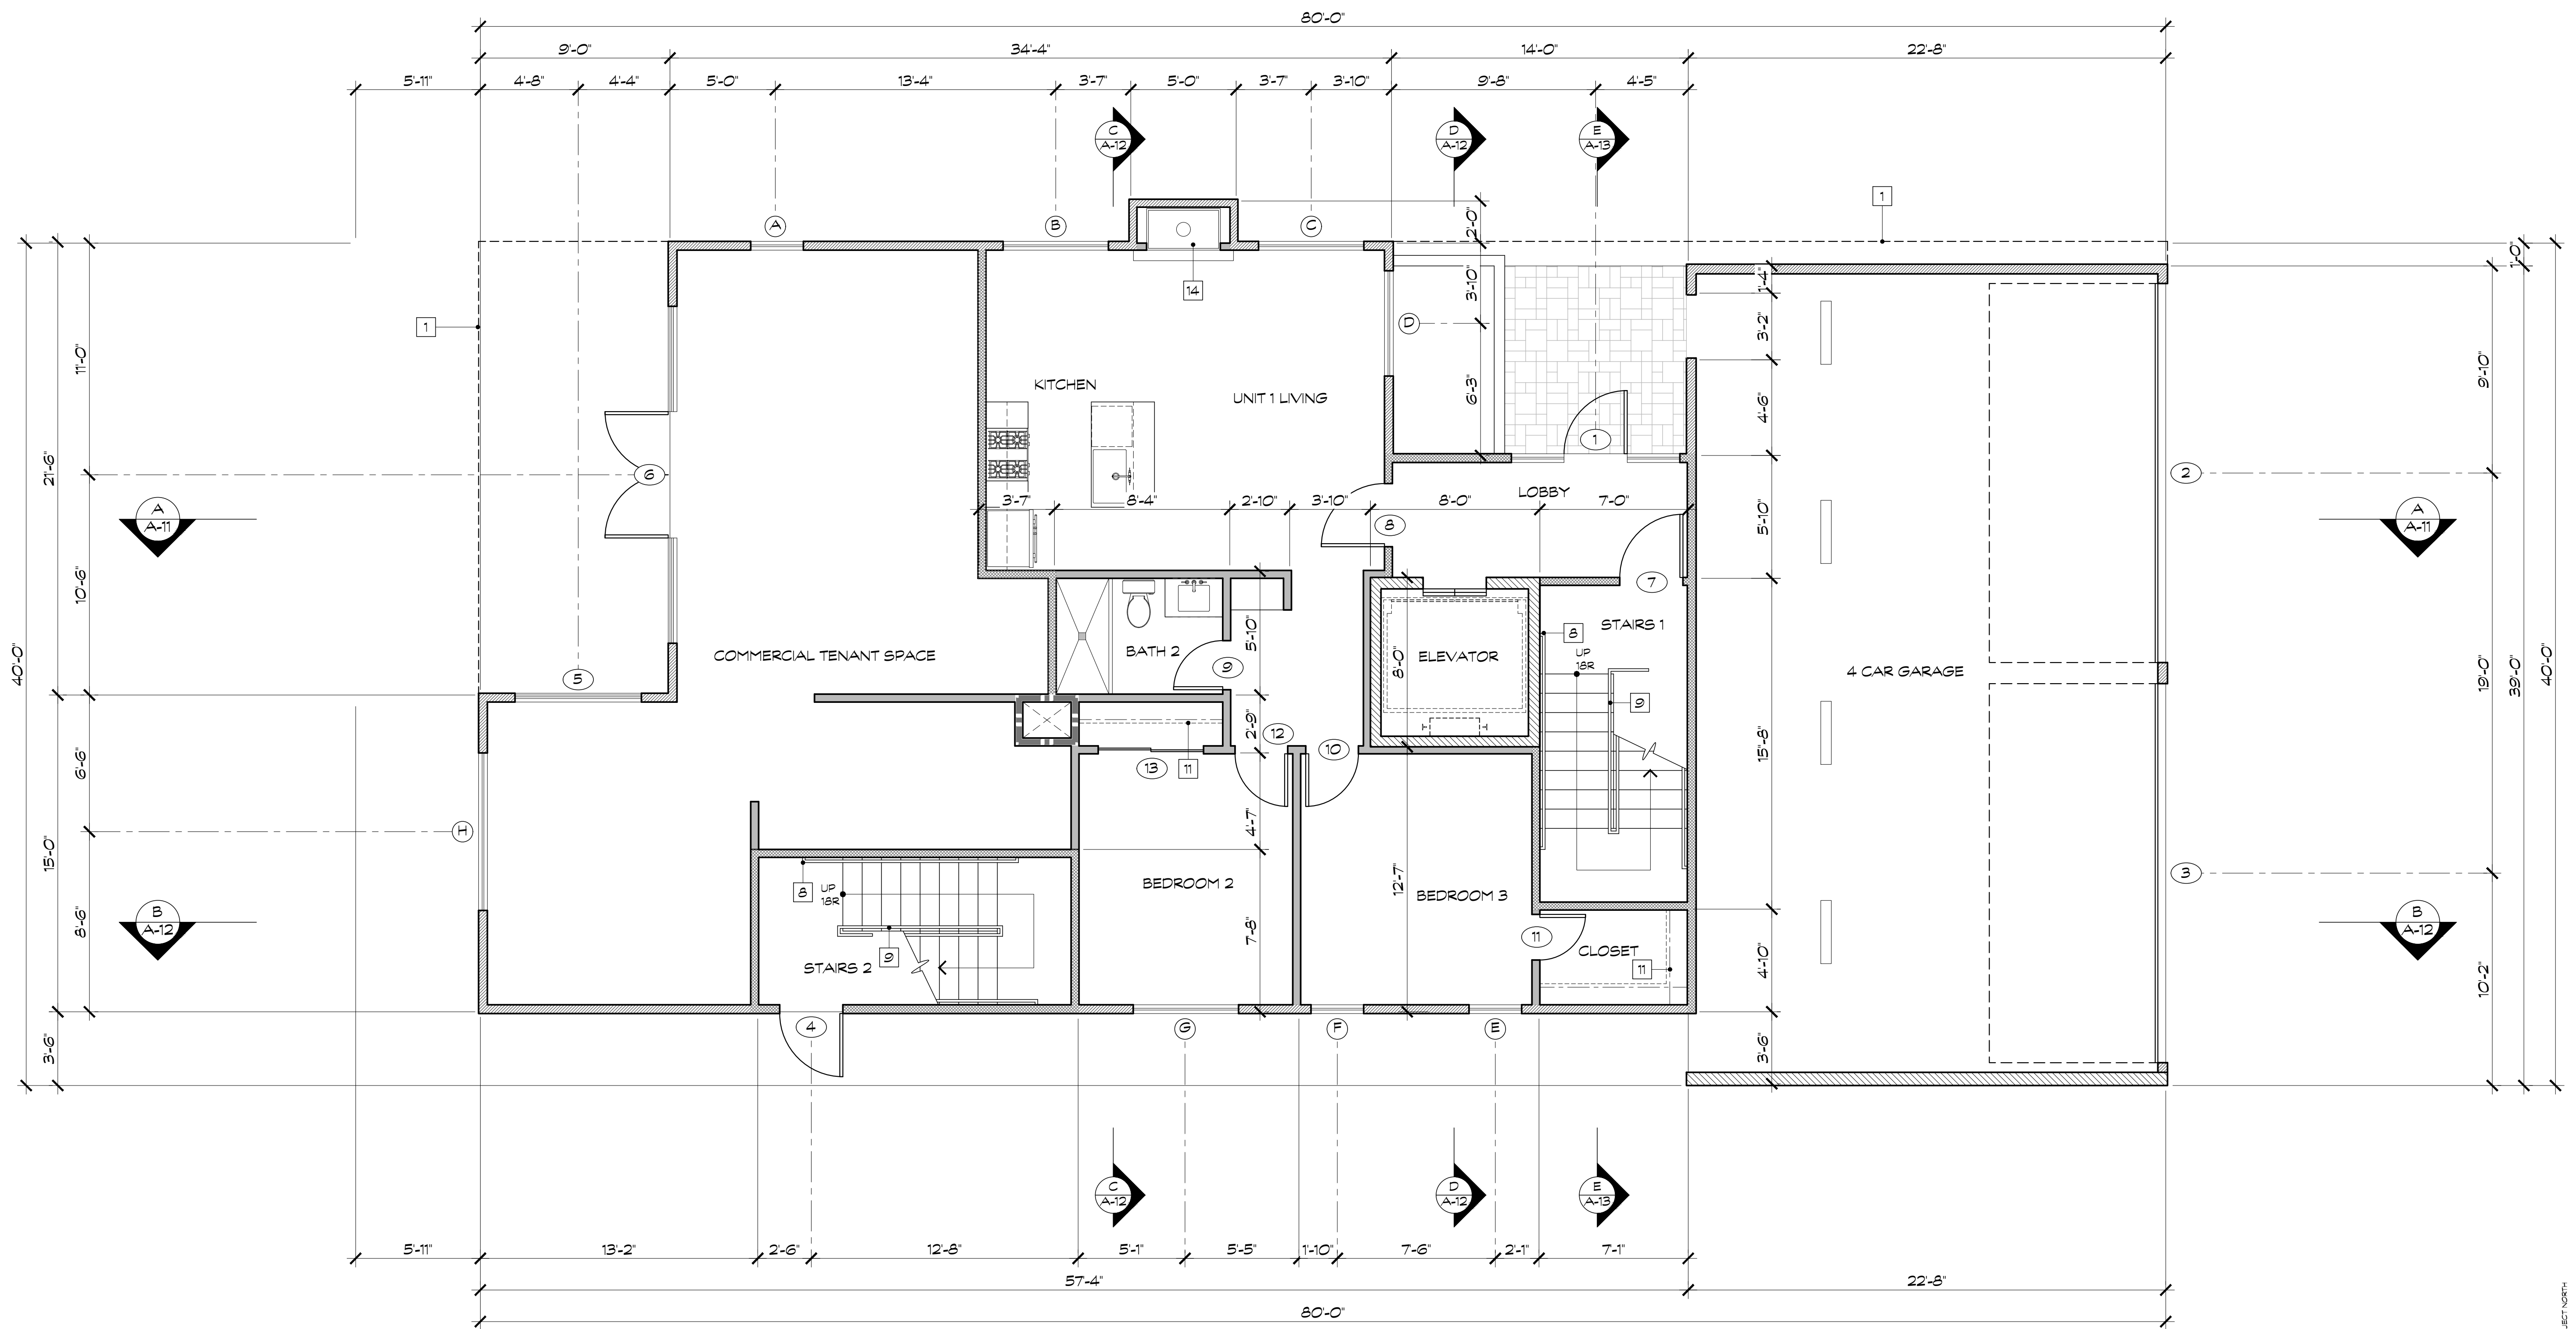 80'-0"
9'-0" 34'-4" 14'-0" 22'-8"
5'-11" 4'-8" 4'-4" 5'-0" 13'-4" 3'-7" 5'-0" 3'-7" 3'-10" 9'-8" 4'-5"
C D E
A-12 A-12 A-13
1
A B C
2'-0"
1'-0"
1'-4"
3'-10"
14
1 D
3'-2"
11'-0"
9'-10"
KITCHEN
UNIT 1 LIVING
6'-3"
4'-6"
1
21'-6"
6 2
LOBBY
3'-7" 8'-4" 2'-10" 3'-10" 8'-0" 7'-0"
A A
A-11 A-11
8
5'-10"
10'-6"
7
5'-10"
STAIRS 1
8
40'-0"
COMMERCIAL TENANT SPACE
BATH 2
ELEVATOR
8'-0"
UP
18R
9
5
4 CAR GARAGE
19'-0"
39'-0"
40'-0"
9
2'-9"
12
10
13 11
6'-6"
15'-8"
H
4'-7"
15'-0"
3
8
UP
18R
BEDROOM 2
12'-7"
BEDROOM 3
B B
A-12 A-12
8'-6"
7'-8"
11
CLOSET
9
STAIRS 2
11
4'-10"
10'-2"
4 G F E
3'-6"
3'-6"
C D E
A-12 A-12 A-13
5'-11" 13'-2" 2'-6" 12'-8" 5'-1" 5'-5" 1'-10" 7'-6" 2'-1" 7'-1"
57'-4" 22'-8"
80'-0"
JECT NORTH